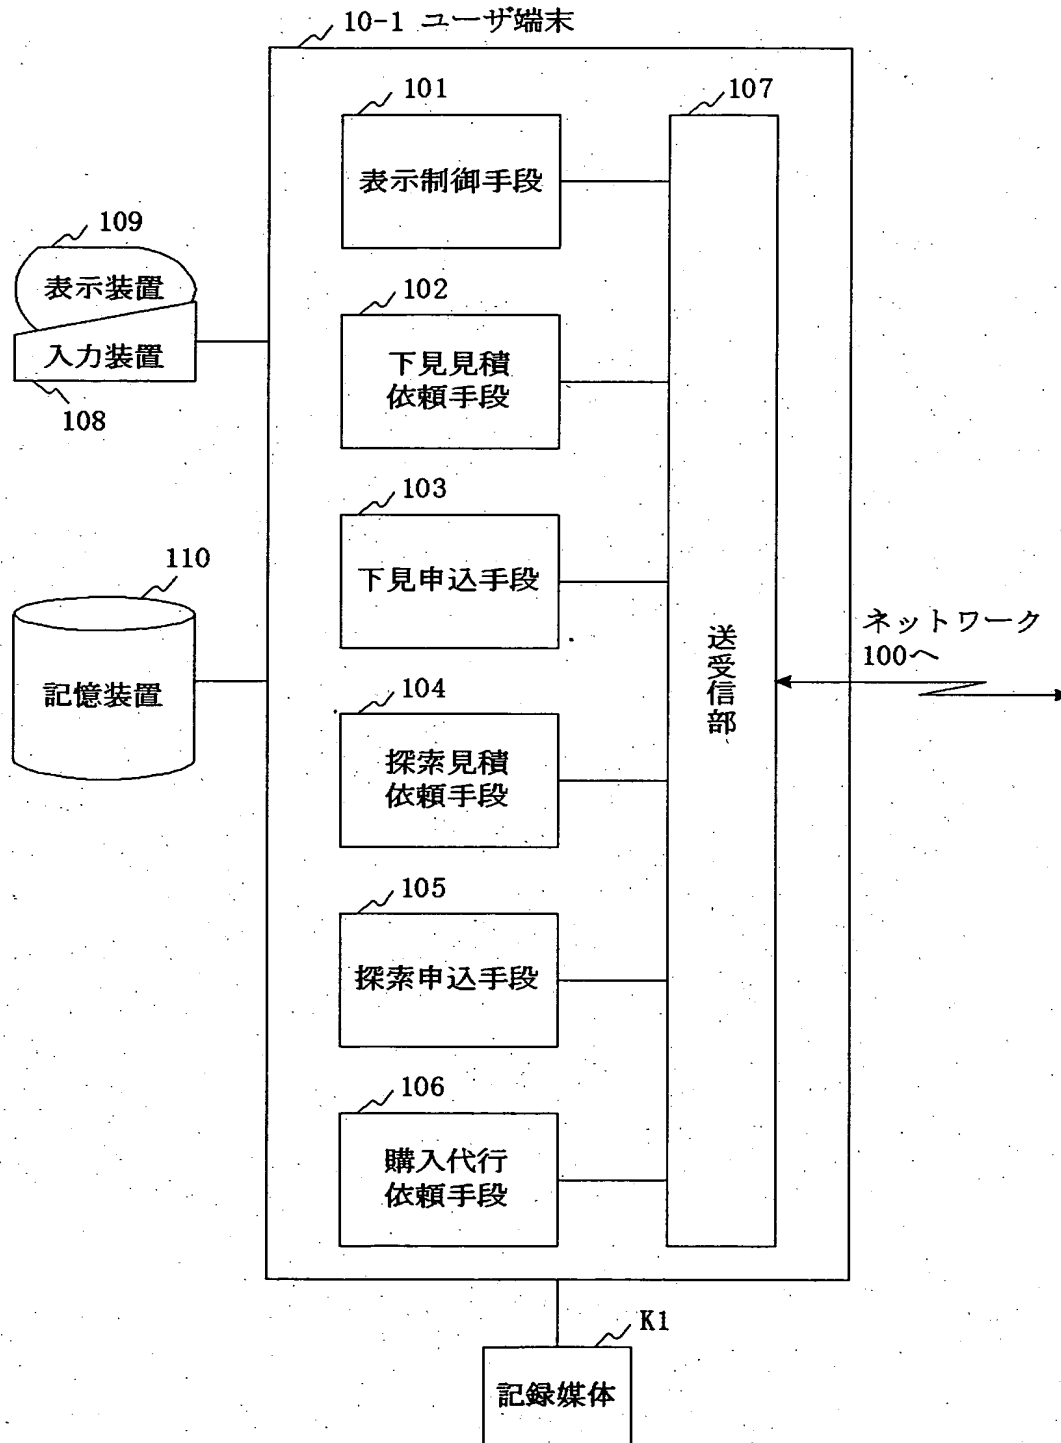 10-1 ユーザ端末
101
表示制御手段
107
109
表示装置
入力装置
108
102
下見見積
依頼手段
103
下見申込手段
110
記憶装置
104
探索見積
依頼手段
送受信部
ネットワーク
100へ
105
探索申込手段
106
購入代行
依頼手段
K1
記録媒体